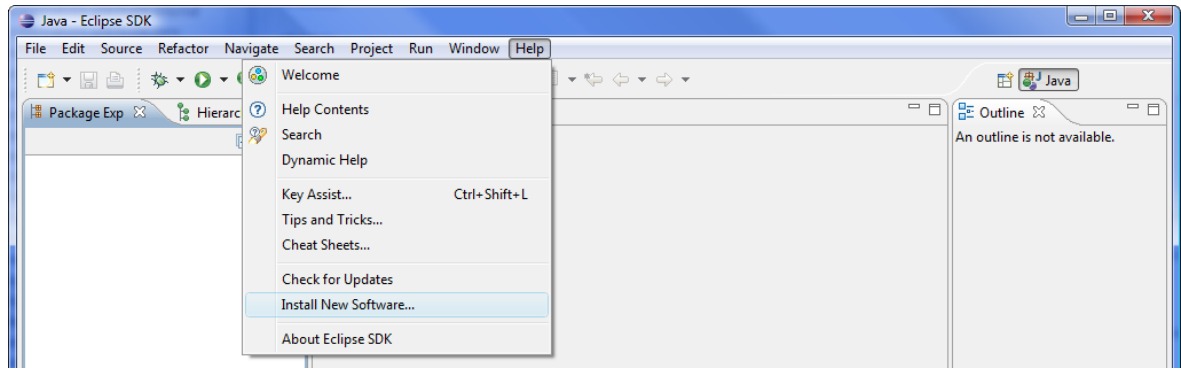 Java - Eclipse SDK
File Edit Source Refactor Navigate Search Project Run Window Help
Java
Package Exp Hierarc
Outline
An outline is not available.
Welcome
Help Contents
Search
Dynamic Help
Key Assist... Ctrl+Shift+L
Tips and Tricks...
Cheat Sheets...
Check for Updates
Install New Software...
About Eclipse SDK